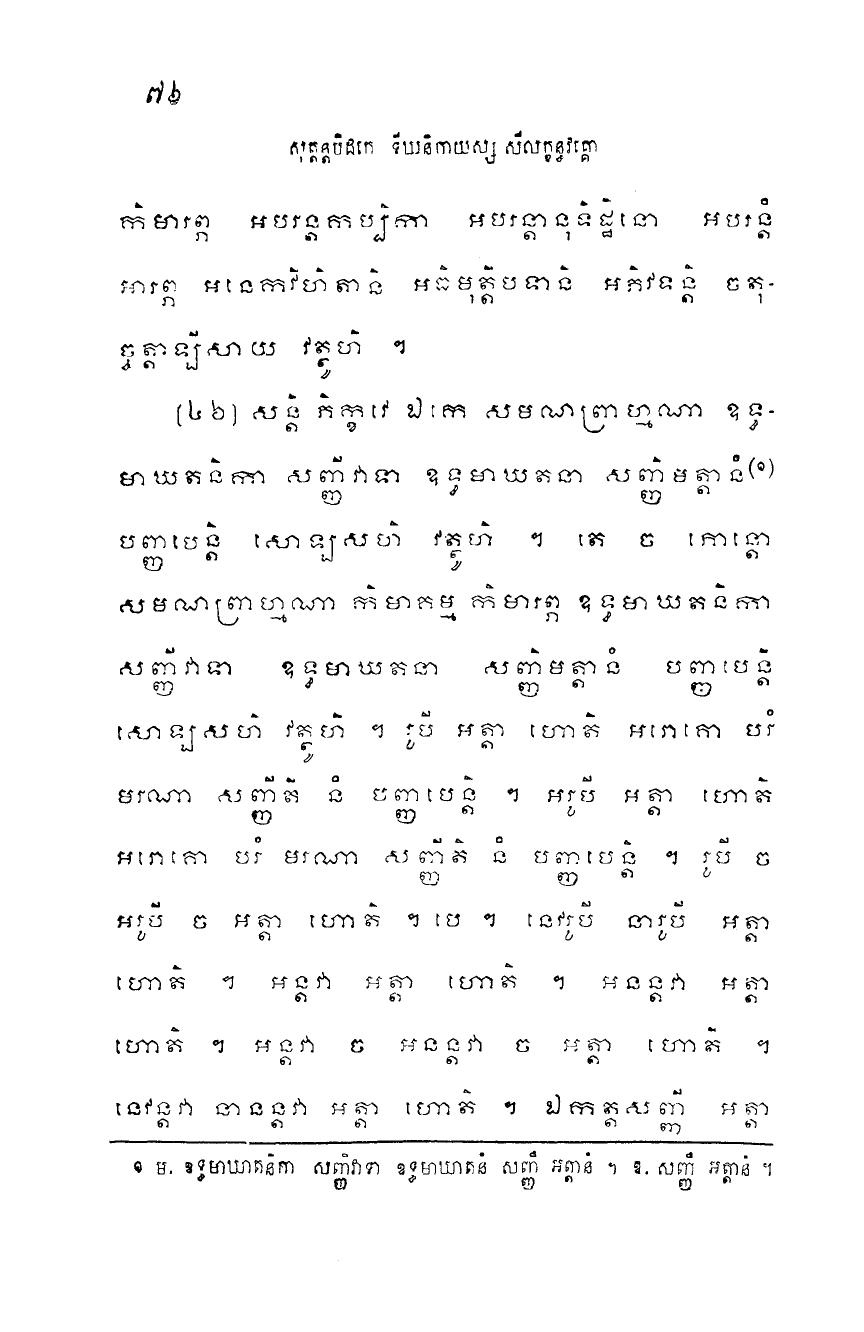 ៧៦
សុត្តន្តបិដកេ ទីឃនិកាយស្ស សីលក្ខន្ធវគ្គោ
កិមារព្ភ អបរន្តកប្បិកា អបរន្តានុទិដ្ឋិនោ អបរន្តំ
អារព្ភ អនេកវិហិតានិ អធិមុត្តិបទានិ អភិវទន្តិ ចតុ-
ច្ចត្តាឡីសាយ វត្ថូហិ ។
(៤៦) សន្តិ ភិក្ខវេ ឯកេ សមណព្រាហ្មណា ឧទ្ធ-
មាឃតនិកា សញ្ញីវាទា ឧទ្ធមាឃតនា សញ្ញិមត្តានំ(១)
បញ្ញបេន្តិ សោឡសហិ វត្ថូហិ ។ តេ ច ភោន្តោ
សមណព្រាហ្មណា កិមាគម្ម កិមារព្ភ ឧទ្ធមាឃតនិកា
សញ្ញីវាទា ឧទ្ធមាឃតនា សញ្ញិមត្តានំ បញ្ញបេន្តិ
សោឡសហិ វត្ថូហិ ។ រូបី អត្តា ហោតិ អរោគោ បរំ
មរណា សញ្ញីតិ នំ បញ្ញបេន្តិ ។ អរូបី អត្តា ហោតិ
អរោគោ បរំ មរណា សញ្ញីតិ នំ បញ្ញបេន្តិ ។ រូបី ច
អរូបី ច អត្តា ហោតិ ។ បេ ។ នេវរូបី នារូបី អត្តា
ហោតិ ។ អន្តវា អត្តា ហោតិ ។ អនន្តវា អត្តា
ហោតិ ។ អន្តវា ច អនន្តវា ច អត្តា ហោតិ ។
នេវន្តវា នានន្តវា អត្តា ហោតិ ។ ឯកត្តសញ្ញី អត្តា
១ ម. ឧទ្ធមាឃាតនិកា សញ្ញិវាទា ឧទ្ធមាឃាតនំ សញ្ញឹ អត្តានំ ។ ឧ. សញ្ញឹ អត្តានំ ។